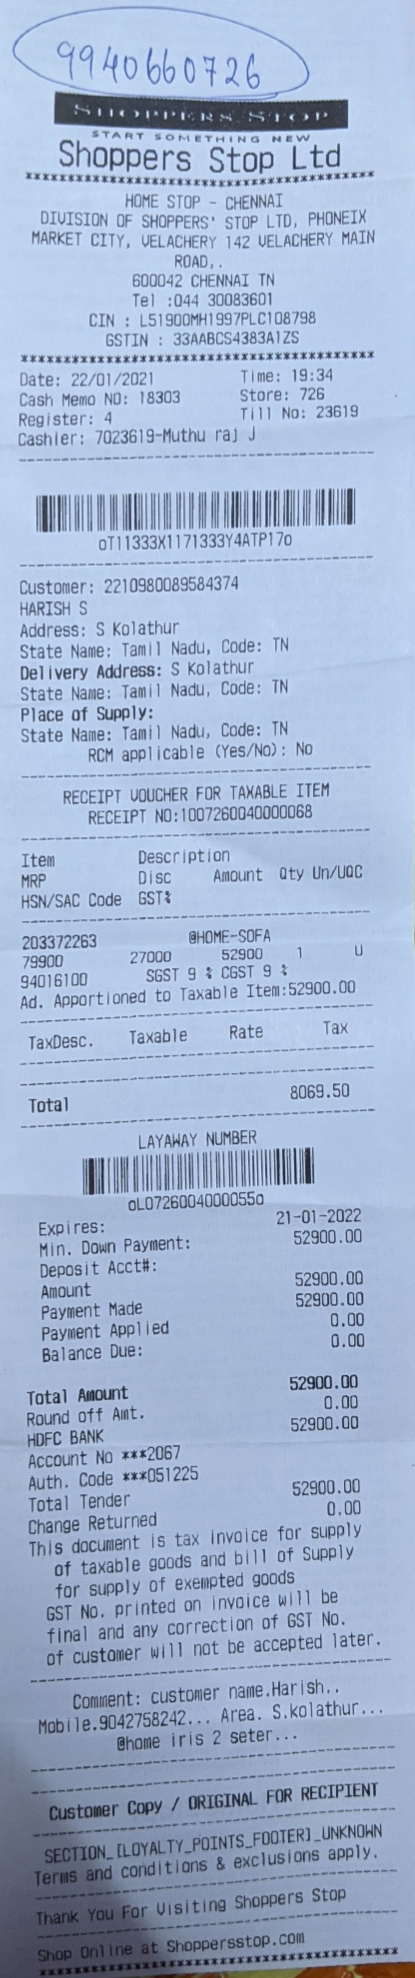 9940660726
SHOPPERS STOP
START SOMETHING NEW
Shoppers Stop Ltd
****************************************
HOME STOP - CHENNAI
DIVISION OF SHOPPERS' STOP LTD, PHONEIX
MARKET CITY, VELACHERY 142 VELACHERY MAIN
ROAD,.
600042 CHENNAI TN
Tel :044 30083601
CIN : L51900MH1997PLC108798
GSTIN : 33AABCS4383A1ZS
****************************************
Date: 22/01/2021 Time: 19:34
Cash Memo NO: 18303 Store: 726
Register: 4 Till No: 23619
Cashier: 7023619-Muthu raj J
oT11333X1171333Y4ATP17o
Customer: 2210980089584374
HARISH S
Address: S Kolathur
State Name: Tamil Nadu, Code: TN
Delivery Address: S Kolathur
State Name: Tamil Nadu, Code: TN
Place of Supply:
State Name: Tamil Nadu, Code: TN
RCM applicable (Yes/No): No
RECEIPT VOUCHER FOR TAXABLE ITEM
RECEIPT NO:1007260040000068
Item Description
MRP Disc Amount Qty Un/UQC
HSN/SAC Code GST%
203372263 @HOME-SOFA
79900 27000 52900 1 U
94016100 SGST 9 % CGST 9 %
Ad. Apportioned to Taxable Item:52900.00
TaxDesc. Taxable Rate Tax
Total 8069.50
LAYAWAY NUMBER
oL0726004000055o
Expires: 21-01-2022
Min. Down Payment: 52900.00
Deposit Acct#:
Amount 52900.00
Payment Made 52900.00
Payment Applied 0.00
Balance Due: 0.00
Total Amount 52900.00
Round off Amt. 0.00
HDFC BANK 52900.00
Account No ***2067
Auth. Code ***051225
Total Tender 52900.00
Change Returned 0.00
This document is tax invoice for supply
of taxable goods and bill of Supply
for supply of exempted goods
GST No. printed on invoice will be
final and any correction of GST No.
of customer will not be accepted later.
Comment: customer name.Harish..
Mobile.9042758242... Area. S.kolathur...
@home iris 2 seter...
Customer Copy / ORIGINAL FOR RECIPIENT
SECTION_[LOYALTY_POINTS_FOOTER]_UNKNOWN
Terms and conditions & exclusions apply.
Thank You For Visiting Shoppers Stop
Shop Online at Shoppersstop.com
****************************************